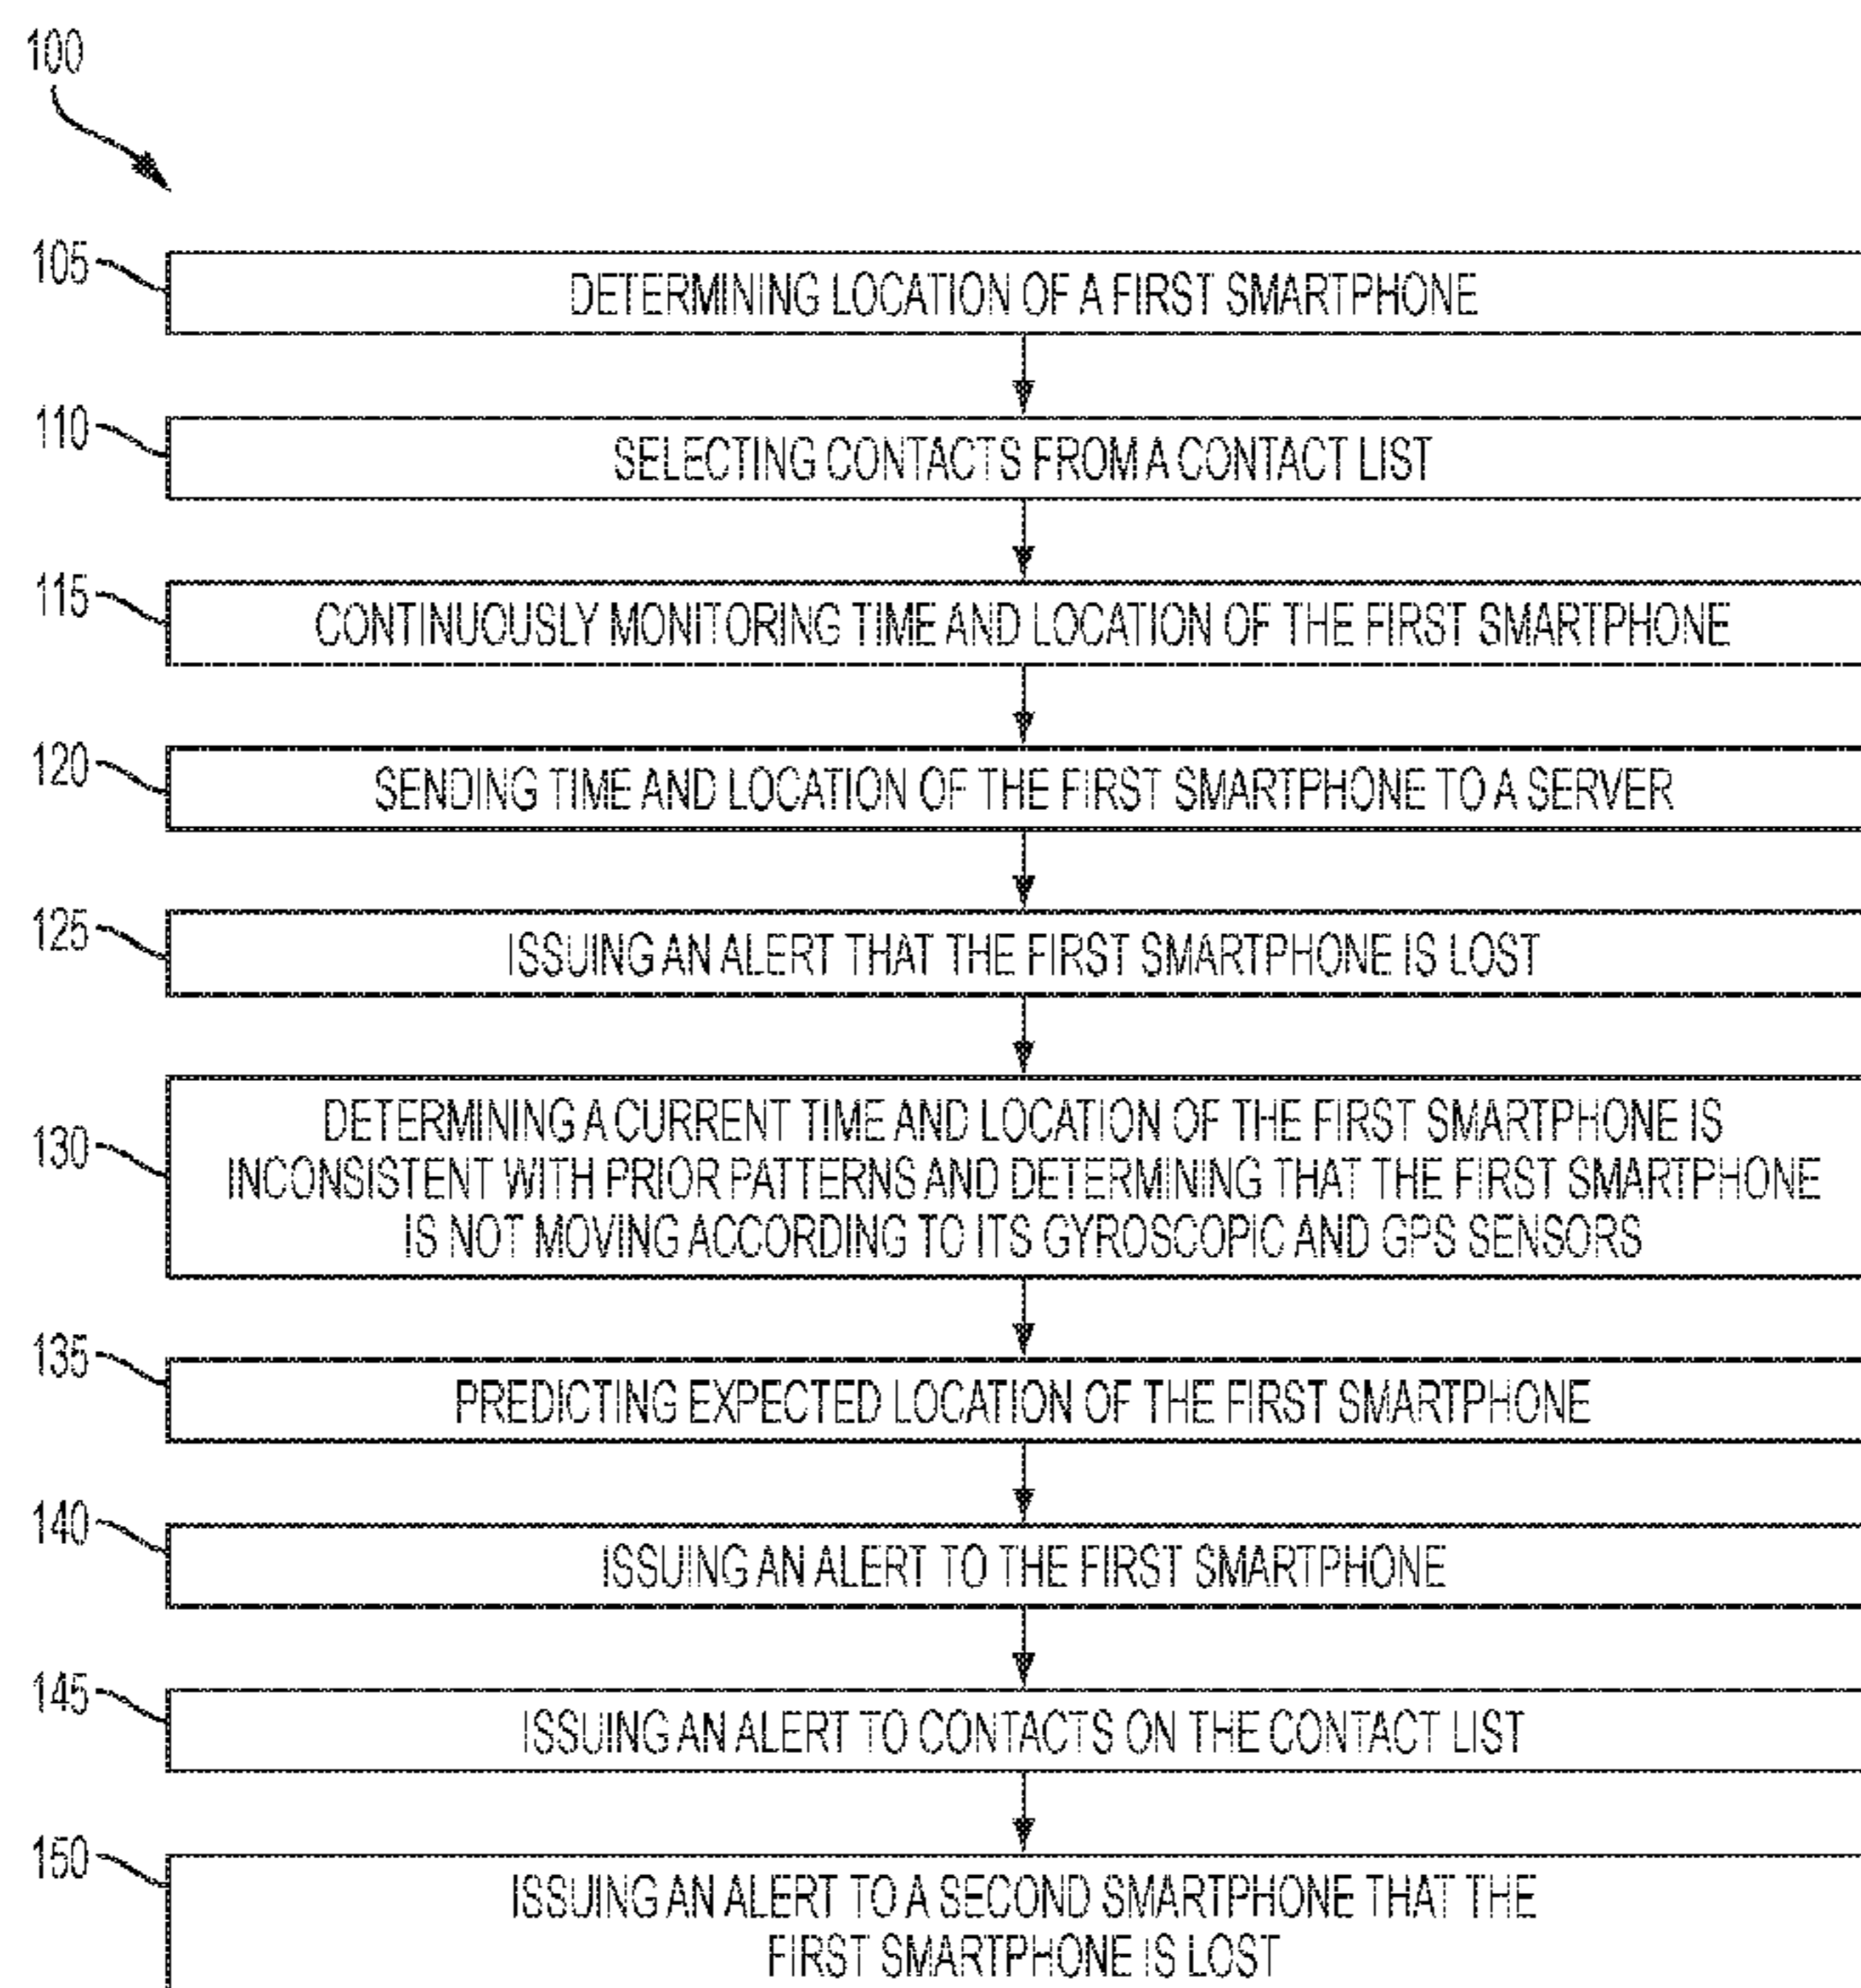 100
105
DETERMINING LOCATION OF A FIRST SMARTPHONE
110
SELECTING CONTACTS FROM A CONTACT LIST
115
CONTINUOUSLY MONITORING TIME AND LOCATION OF THE FIRST SMARTPHONE
120
SENDING TIME AND LOCATION OF THE FIRST SMARTPHONE TO A SERVER
125
ISSUING AN ALERT THAT THE FIRST SMARTPHONE IS LOST
130
DETERMINING A CURRENT TIME AND LOCATION OF THE FIRST SMARTPHONE IS
INCONSISTENT WITH PRIOR PATTERNS AND DETERMINING THAT THE FIRST SMARTPHONE
IS NOT MOVING ACCORDING TO ITS GYROSCOPIC AND GPS SENSORS
135
PREDICTING EXPECTED LOCATION OF THE FIRST SMARTPHONE
140
ISSUING AN ALERT TO THE FIRST SMARTPHONE
145
ISSUING AN ALERT TO CONTACTS ON THE CONTACT LIST
150
ISSUING AN ALERT TO A SECOND SMARTPHONE THAT THE
FIRST SMARTPHONE IS LOST